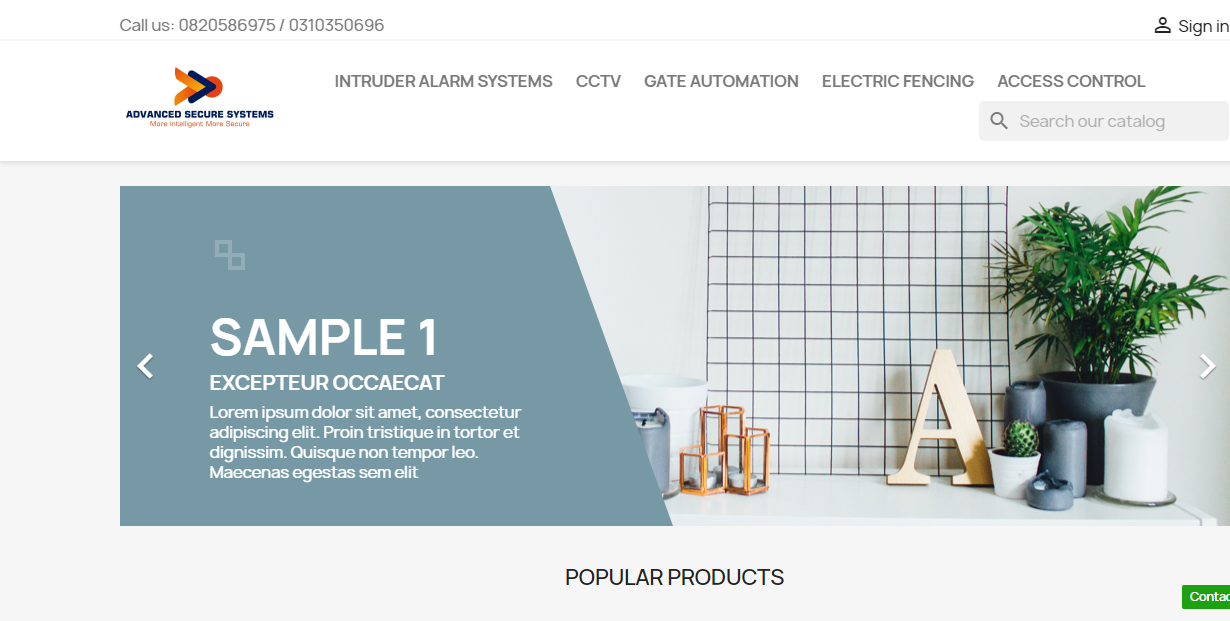 Call us: 0820586975 / 0310350696
Sign in
ADVANCED SECURE SYSTEMS
More Intelligent More Secure
INTRUDER ALARM SYSTEMS CCTV GATE AUTOMATION ELECTRIC FENCING ACCESS CONTROL
Search our catalog
SAMPLE 1
EXCEPTEUR OCCAECAT
Lorem ipsum dolor sit amet, consectetur
adipiscing elit. Proin tristique in tortor et
dignissim. Quisque non tempor leo.
Maecenas egestas sem elit
A
POPULAR PRODUCTS